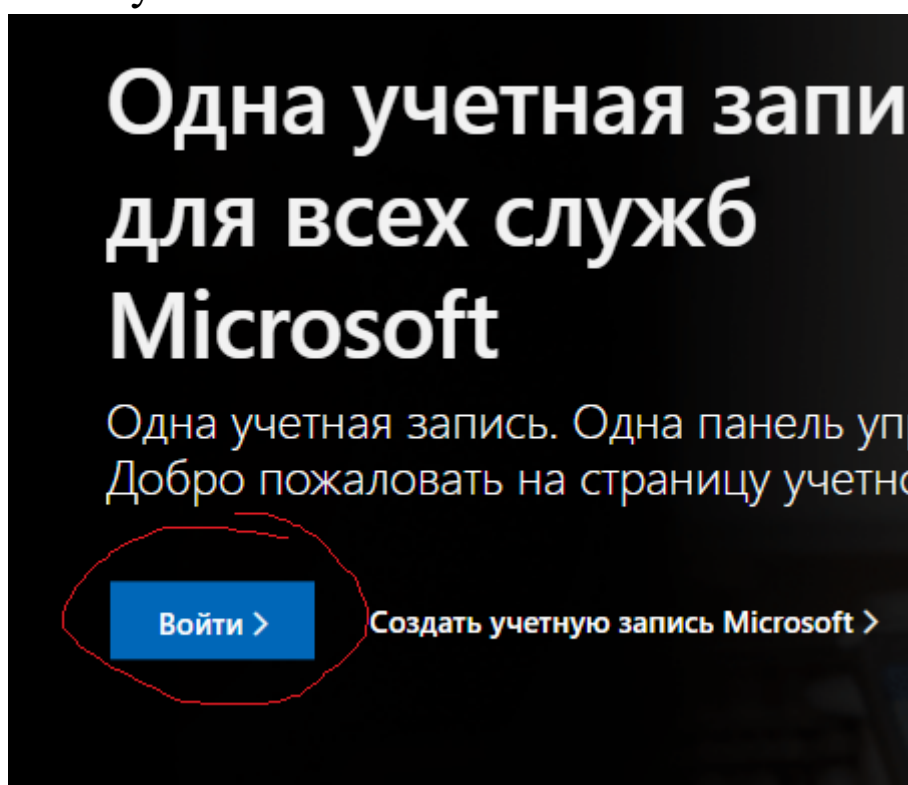 Одна учетная запи
для всех служб
Microsoft
Одна учетная запись. Одна панель уп
Добро пожаловать на страницу учетн
Войти >
Создать учетную запись Microsoft >